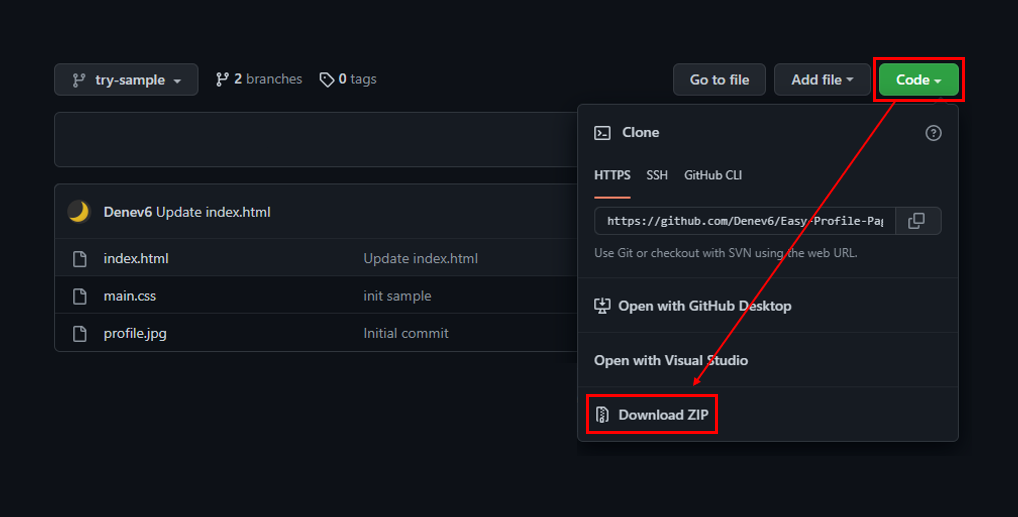 try-sample 2 branches 0 tags Go to file Add file Code
Clone
HTTPS SSH GitHub CLI
https://github.com/Denev6/Easy-Profile-Pag
Use Git or checkout with SVN using the web URL.
Open with GitHub Desktop
Open with Visual Studio
Download ZIP
Denev6 Update index.html
index.html Update index.html
main.css init sample
profile.jpg Initial commit